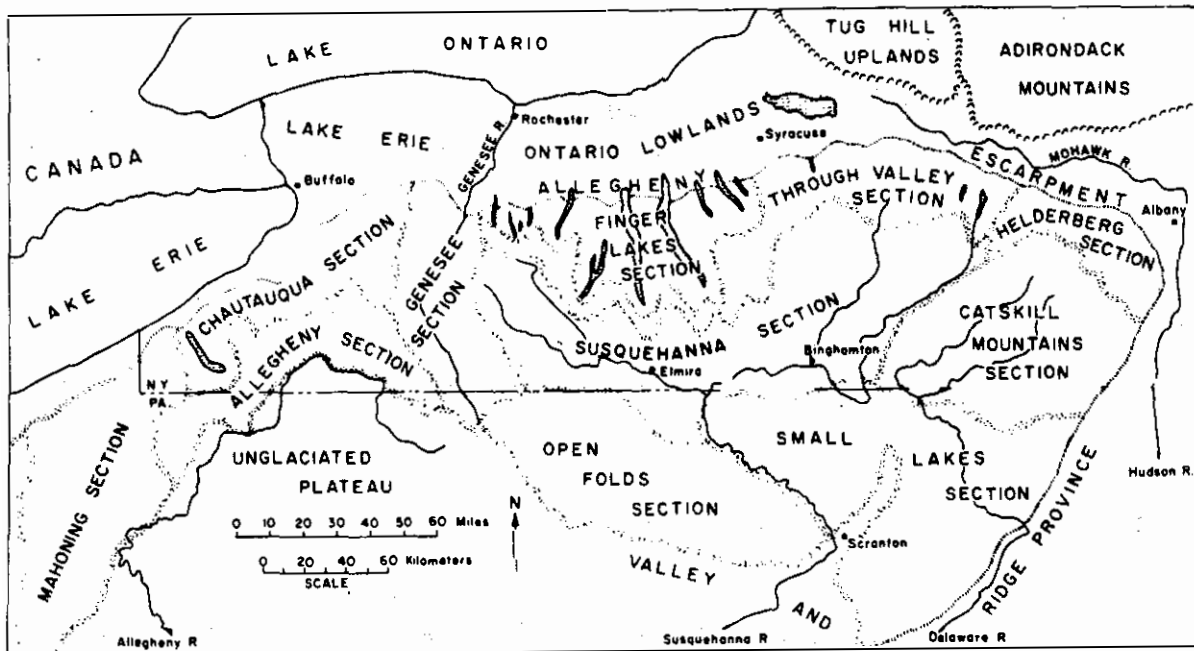 LAKE ONTARIO
TUG HILL
UPLANDS
ADIRONDACK
MOUNTAINS
CANADA
LAKE ERIE
GENESEE R.
Rochester
ONTARIO LOWLANDS
Syracuse
MOHAWK R
Buffalo
ALLEGHENY ESCARPMENT
THROUGH VALLEY
SECTION
Albany
HELDERBERG
SECTION
FINGER
LAKES
SECTION
LAKE ERIE
CHAUTAUQUA SECTION
GENESEE
SECTION
ALLEGHENY SECTION
SUSQUEHANNA SECTION
Elmira
Binghamton
CATSKILL
MOUNTAINS
SECTION
N Y
PA
MAHONING SECTION
UNGLACIATED
PLATEAU
OPEN
FOLDS
SECTION
SMALL
LAKES
SECTION
Hudson R.
0 10 20 30 40 50 60 Miles
0 20 40 60 Kilometers
SCALE
N
Scranton
VALLEY AND RIDGE PROVINCE
Allegheny R
Susquehanna R
Delaware R